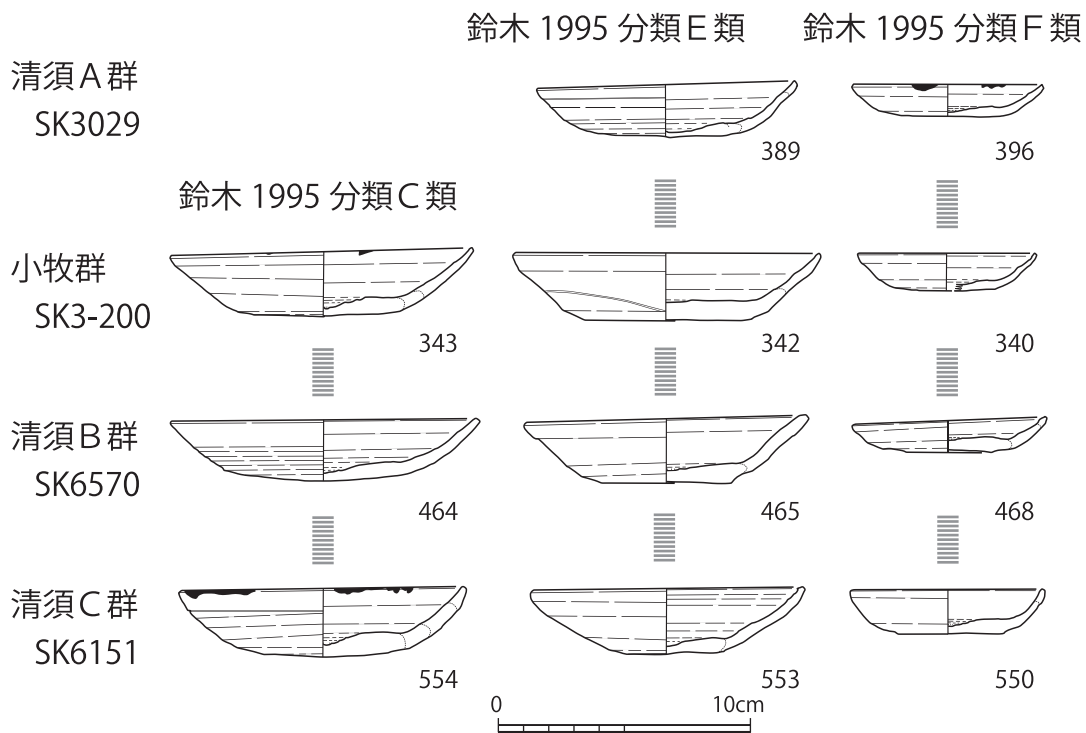 鈴木 1995 分類E類
鈴木 1995 分類F類
清須A群
SK3029
389
396
鈴木 1995 分類C類
小牧群
SK3-200
343
342
340
清須B群
SK6570
464
465
468
清須C群
SK6151
554
553
550
0
10cm